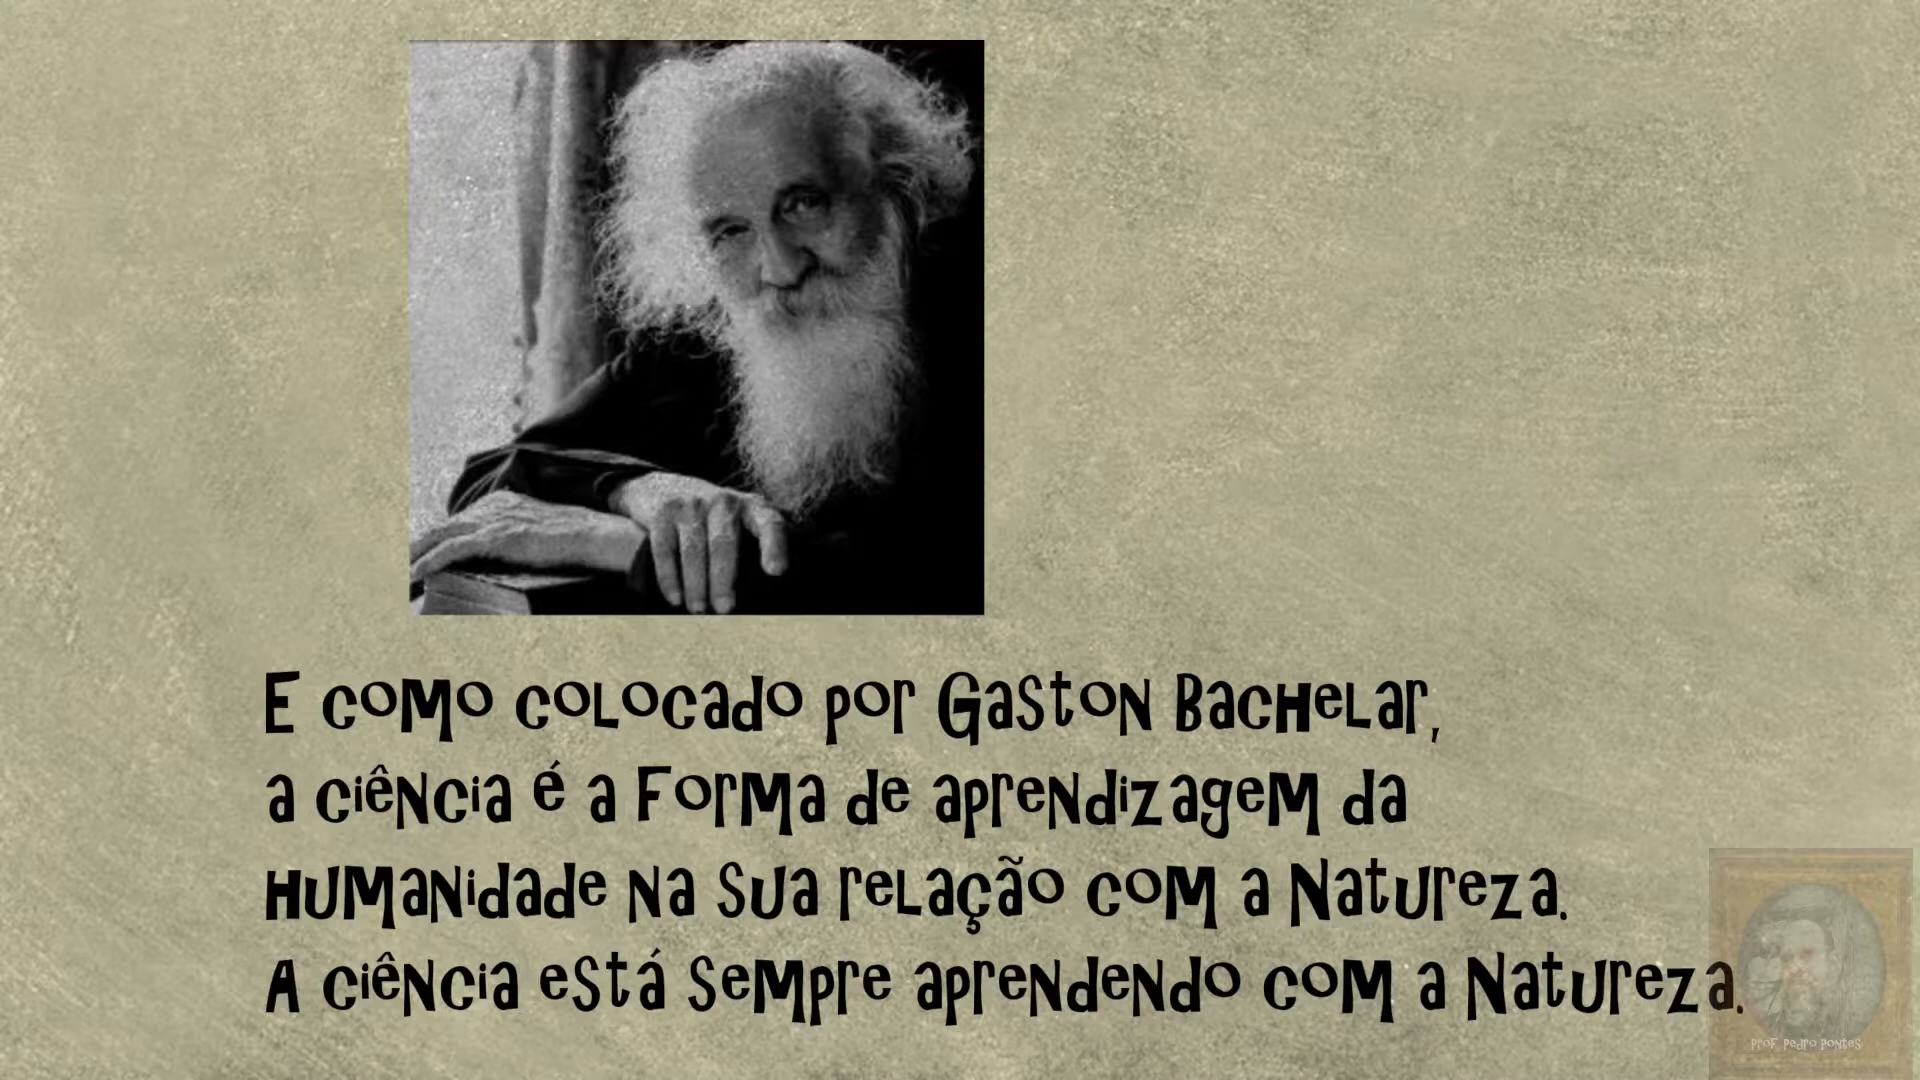 E como colocado por Gaston Bachelar,
a ciência é a Forma de aprendizagem da
Humanidade na sua relação com a Natureza.
A ciência está sempre aprendendo com a Natureza.
Prof. Pedro Pontes